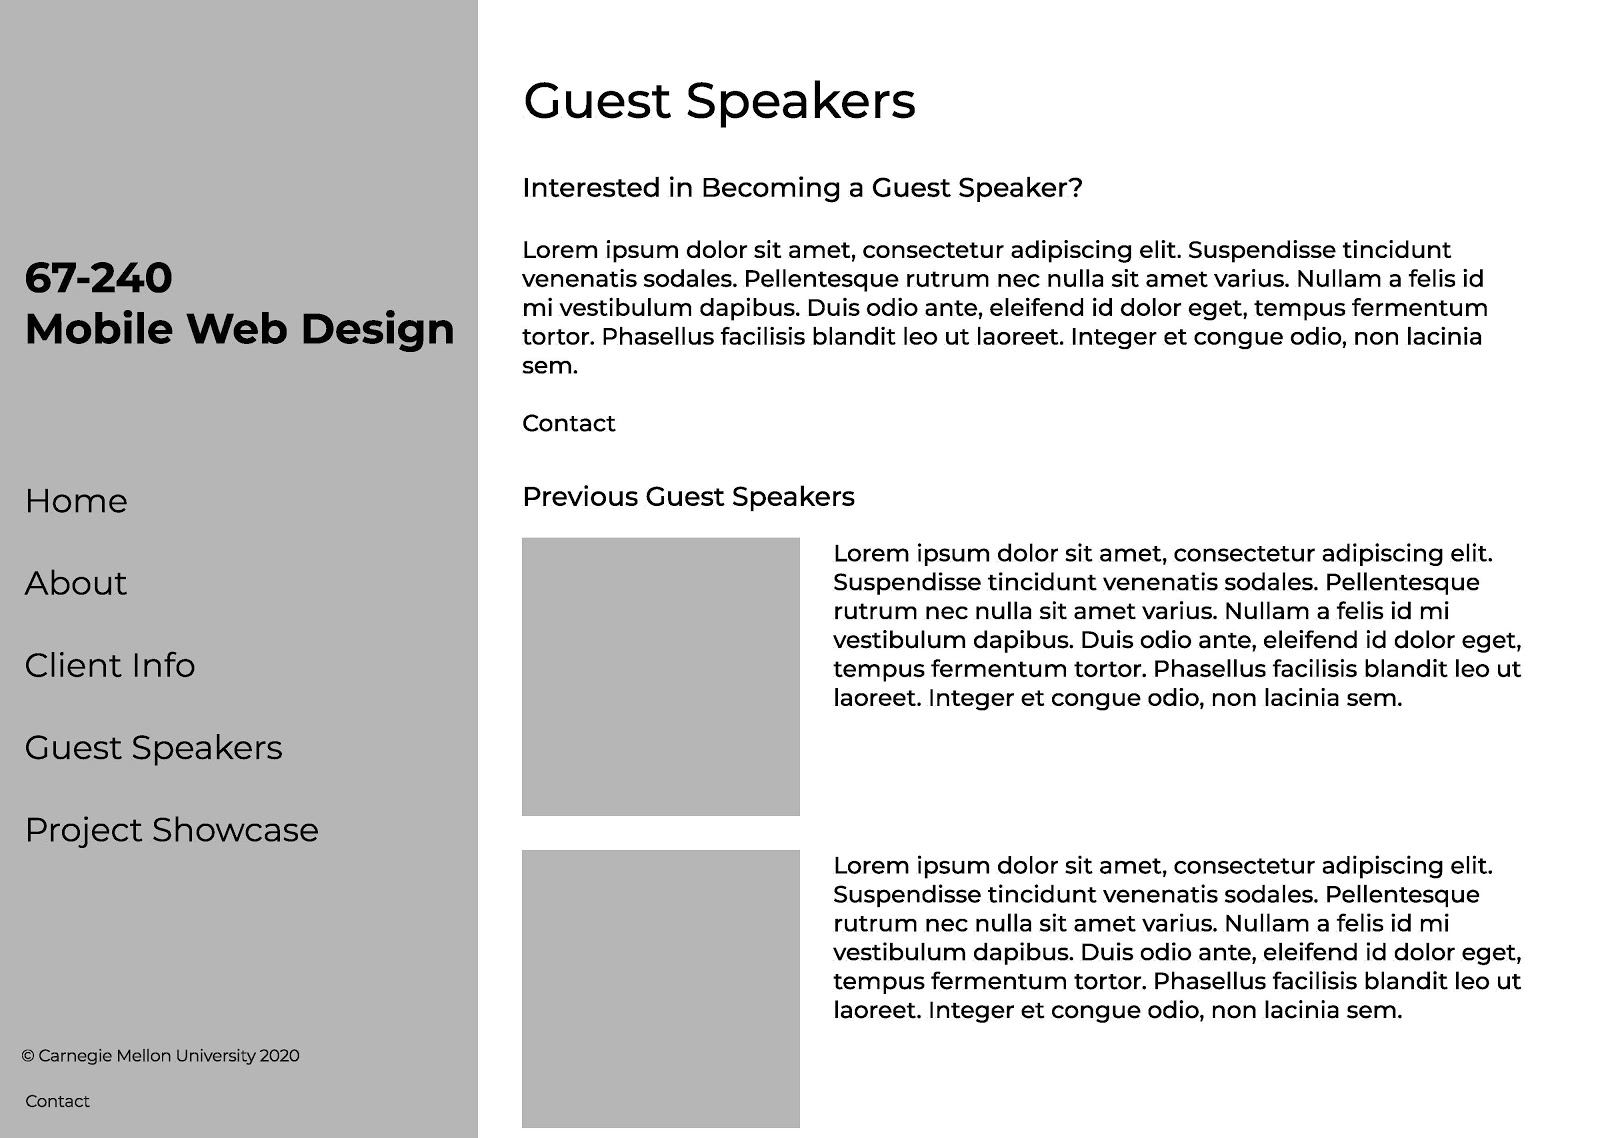 67-240
Mobile Web Design
Home
About
Client Info
Guest Speakers
Project Showcase
© Carnegie Mellon University 2020
Contact
Guest Speakers
Interested in Becoming a Guest Speaker?
Lorem ipsum dolor sit amet, consectetur adipiscing elit. Suspendisse tincidunt
venenatis sodales. Pellentesque rutrum nec nulla sit amet varius. Nullam a felis id
mi vestibulum dapibus. Duis odio ante, eleifend id dolor eget, tempus fermentum
tortor. Phasellus facilisis blandit leo ut laoreet. Integer et congue odio, non lacinia
sem.
Contact
Previous Guest Speakers
Lorem ipsum dolor sit amet, consectetur adipiscing elit.
Suspendisse tincidunt venenatis sodales. Pellentesque
rutrum nec nulla sit amet varius. Nullam a felis id mi
vestibulum dapibus. Duis odio ante, eleifend id dolor eget,
tempus fermentum tortor. Phasellus facilisis blandit leo ut
laoreet. Integer et congue odio, non lacinia sem.
Lorem ipsum dolor sit amet, consectetur adipiscing elit.
Suspendisse tincidunt venenatis sodales. Pellentesque
rutrum nec nulla sit amet varius. Nullam a felis id mi
vestibulum dapibus. Duis odio ante, eleifend id dolor eget,
tempus fermentum tortor. Phasellus facilisis blandit leo ut
laoreet. Integer et congue odio, non lacinia sem.